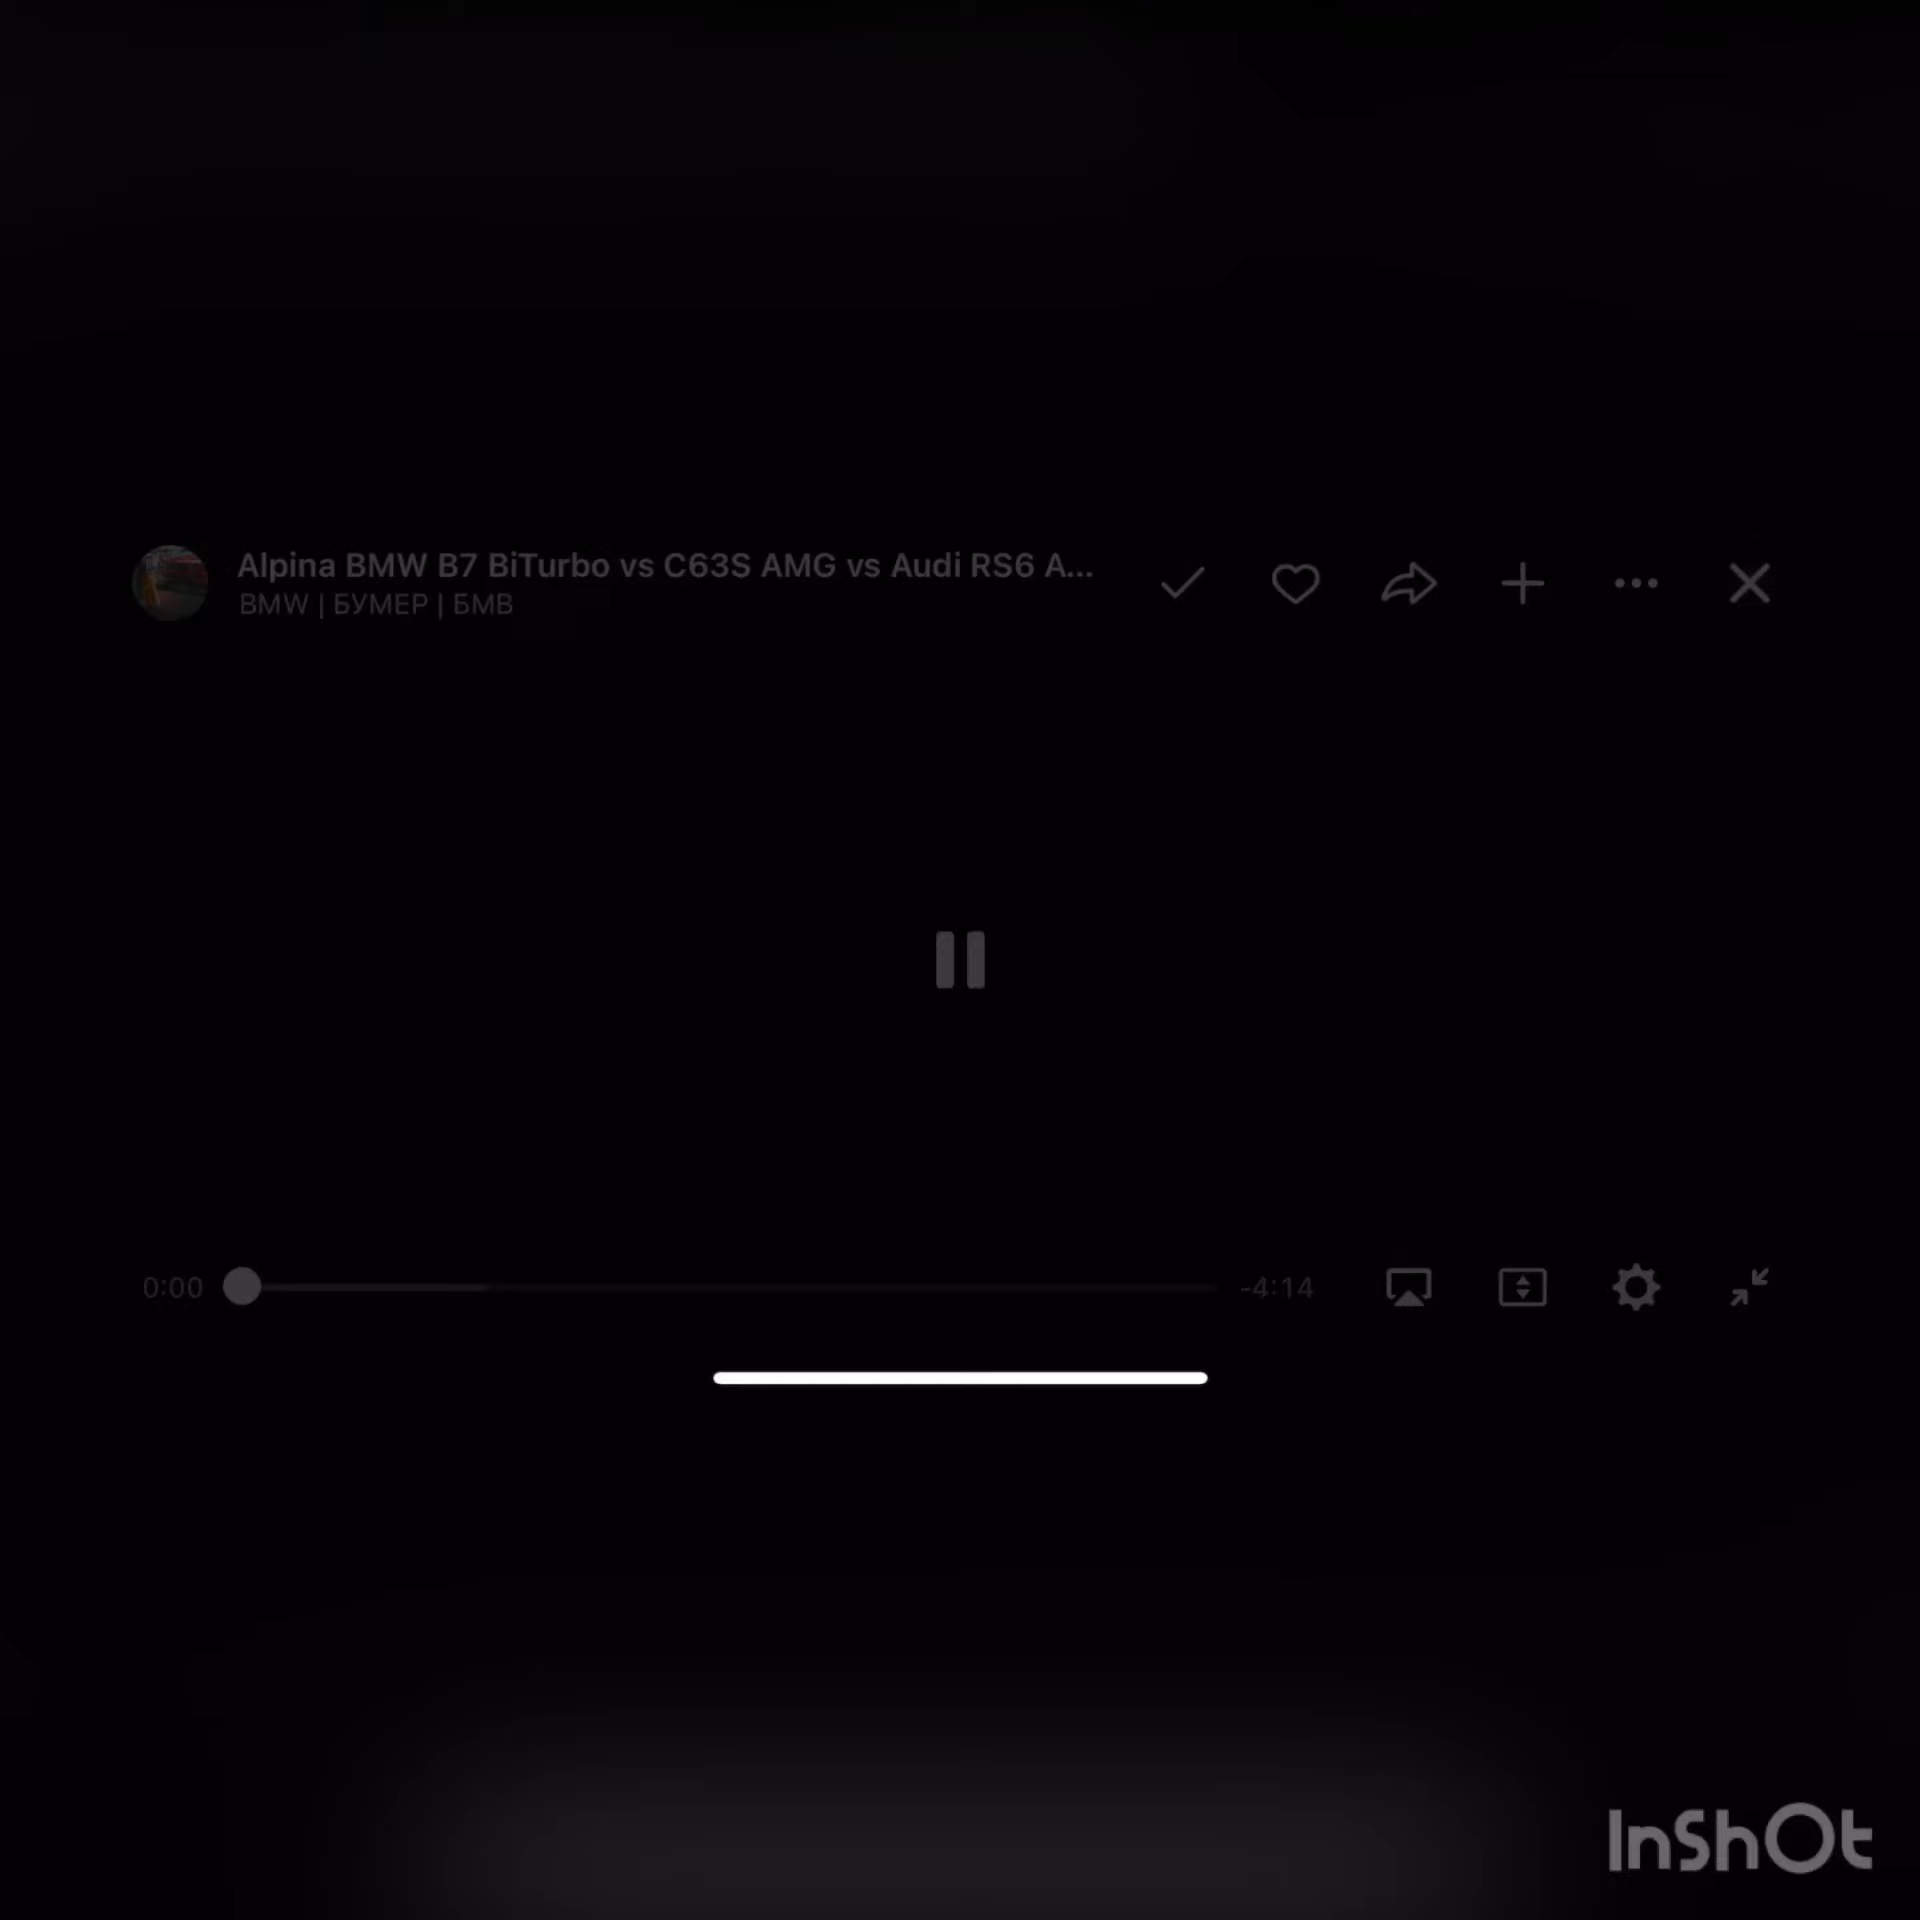 Alpina BMW B7 BiTurbo vs C63S AMG vs Audi RS6 A...
BMW | БУМЕР | БМВ
0:00
-4:14
InShOt